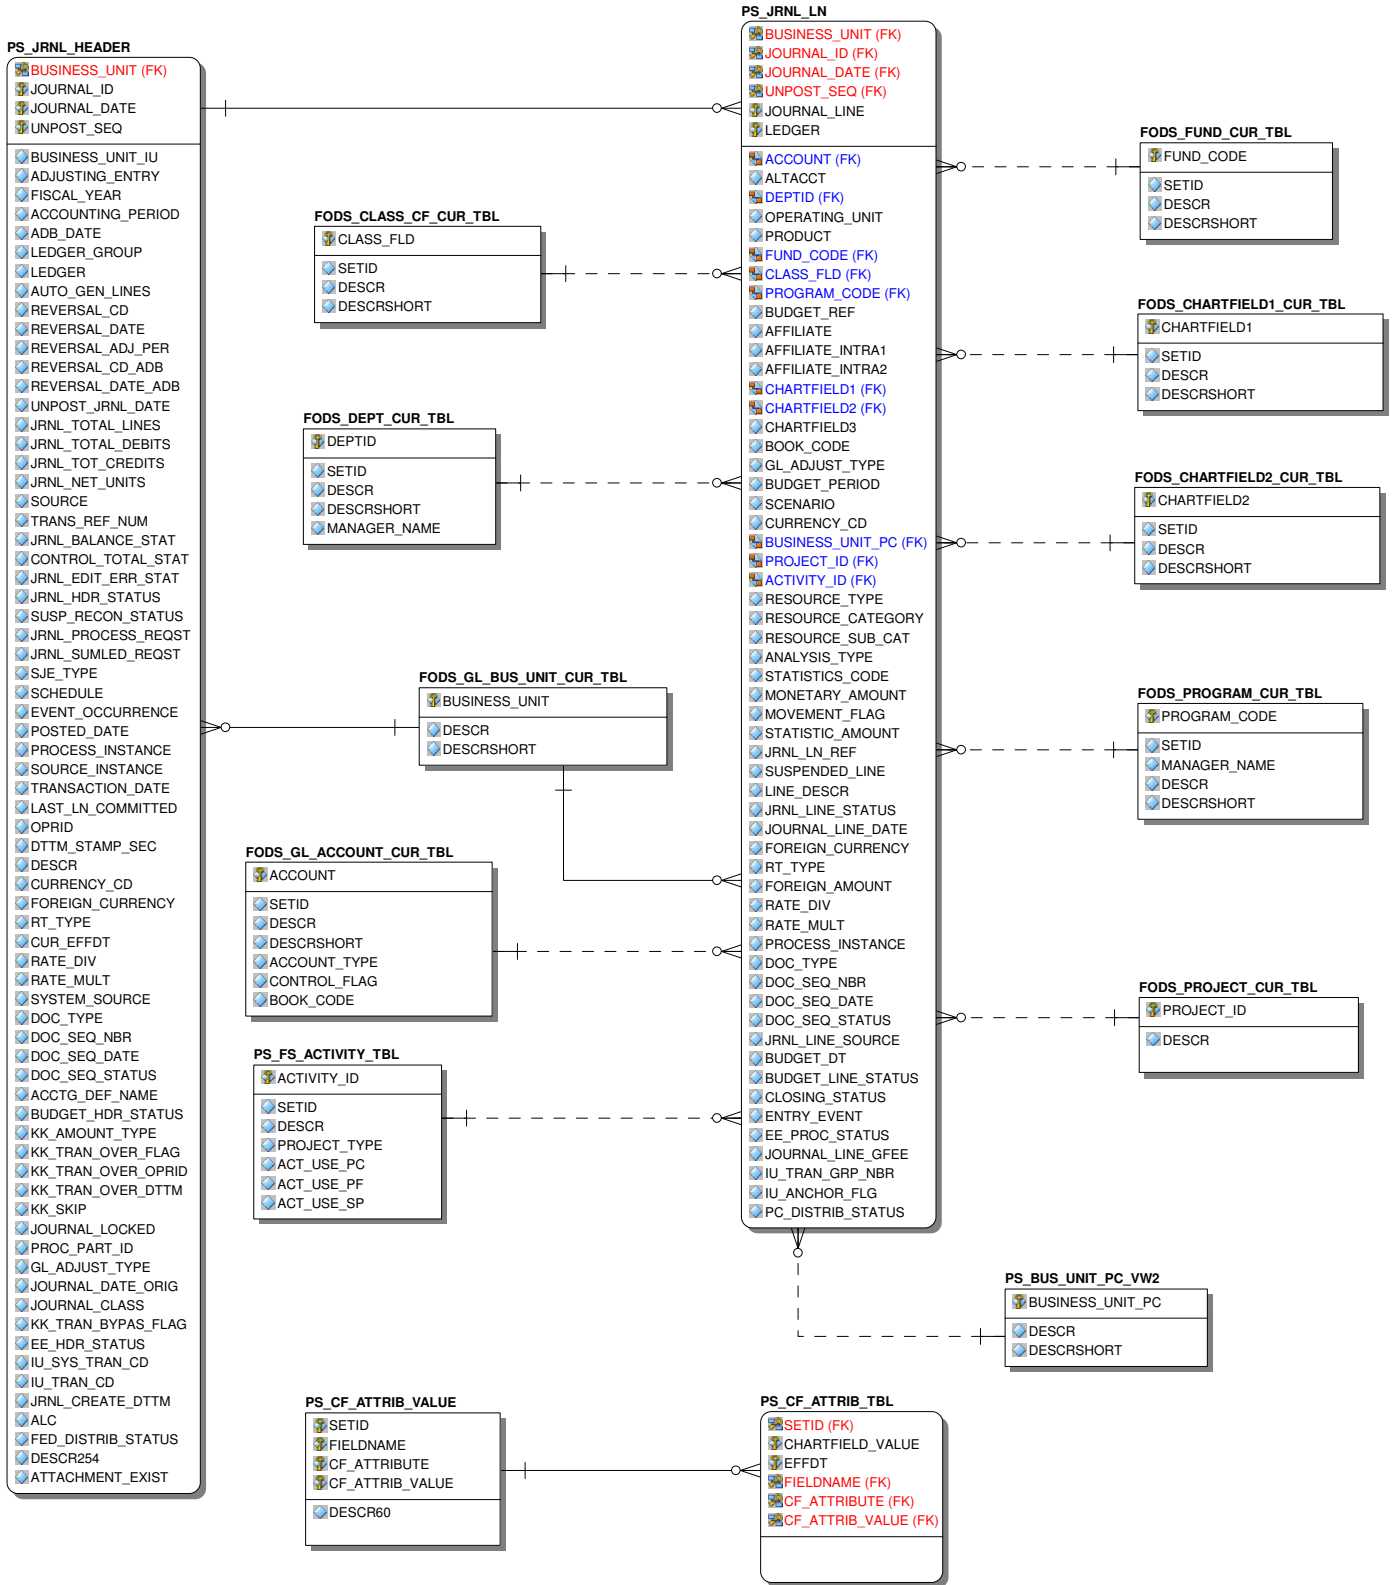 PS_JRNL_HEADER
BUSINESS_UNIT (FK)
JOURNAL_ID
JOURNAL_DATE
UNPOST_SEQ
BUSINESS_UNIT_IU
ADJUSTING_ENTRY
FISCAL_YEAR
ACCOUNTING_PERIOD
ADB_DATE
LEDGER_GROUP
LEDGER
AUTO_GEN_LINES
REVERSAL_CD
REVERSAL_DATE
REVERSAL_ADJ_PER
REVERSAL_CD_ADB
REVERSAL_DATE_ADB
UNPOST_JRNL_DATE
JRNL_TOTAL_LINES
JRNL_TOTAL_DEBITS
JRNL_TOT_CREDITS
JRNL_NET_UNITS
SOURCE
TRANS_REF_NUM
JRNL_BALANCE_STAT
CONTROL_TOTAL_STAT
JRNL_EDIT_ERR_STAT
JRNL_HDR_STATUS
SUSP_RECON_STATUS
JRNL_PROCESS_REQST
JRNL_SUMLED_REQST
SJE_TYPE
SCHEDULE
EVENT_OCCURRENCE
POSTED_DATE
PROCESS_INSTANCE
SOURCE_INSTANCE
TRANSACTION_DATE
LAST_LN_COMMITTED
OPRID
DTTM_STAMP_SEC
DESCR
CURRENCY_CD
FOREIGN_CURRENCY
RT_TYPE
CUR_EFFDT
RATE_DIV
RATE_MULT
SYSTEM_SOURCE
DOC_TYPE
DOC_SEQ_NBR
DOC_SEQ_DATE
DOC_SEQ_STATUS
ACCTG_DEF_NAME
BUDGET_HDR_STATUS
KK_AMOUNT_TYPE
KK_TRAN_OVER_FLAG
KK_TRAN_OVER_OPRID
KK_TRAN_OVER_DTTM
KK_SKIP
JOURNAL_LOCKED
PROC_PART_ID
GL_ADJUST_TYPE
JOURNAL_DATE_ORIG
JOURNAL_CLASS
KK_TRAN_BYPAS_FLAG
EE_HDR_STATUS
IU_SYS_TRAN_CD
IU_TRAN_CD
JRNL_CREATE_DTTM
ALC
FED_DISTRIB_STATUS
DESCR254
ATTACHMENT_EXIST
FODS_CLASS_CF_CUR_TBL
CLASS_FLD
SETID
DESCR
DESCRSHORT
FODS_DEPT_CUR_TBL
DEPTID
SETID
DESCR
DESCRSHORT
MANAGER_NAME
FODS_GL_BUS_UNIT_CUR_TBL
BUSINESS_UNIT
DESCR
DESCRSHORT
FODS_GL_ACCOUNT_CUR_TBL
ACCOUNT
SETID
DESCR
DESCRSHORT
ACCOUNT_TYPE
CONTROL_FLAG
BOOK_CODE
PS_FS_ACTIVITY_TBL
ACTIVITY_ID
SETID
DESCR
PROJECT_TYPE
ACT_USE_PC
ACT_USE_PF
ACT_USE_SP
PS_CF_ATTRIB_VALUE
SETID
FIELDNAME
CF_ATTRIBUTE
CF_ATTRIB_VALUE
DESCR60
PS_JRNL_LN
BUSINESS_UNIT (FK)
JOURNAL_ID (FK)
JOURNAL_DATE (FK)
UNPOST_SEQ (FK)
JOURNAL_LINE
LEDGER
ACCOUNT (FK)
ALTACCT
DEPTID (FK)
OPERATING_UNIT
PRODUCT
FUND_CODE (FK)
CLASS_FLD (FK)
PROGRAM_CODE (FK)
BUDGET_REF
AFFILIATE
AFFILIATE_INTRA1
AFFILIATE_INTRA2
CHARTFIELD1 (FK)
CHARTFIELD2 (FK)
CHARTFIELD3
BOOK_CODE
GL_ADJUST_TYPE
BUDGET_PERIOD
SCENARIO
CURRENCY_CD
BUSINESS_UNIT_PC (FK)
PROJECT_ID (FK)
ACTIVITY_ID (FK)
RESOURCE_TYPE
RESOURCE_CATEGORY
RESOURCE_SUB_CAT
ANALYSIS_TYPE
STATISTICS_CODE
MONETARY_AMOUNT
MOVEMENT_FLAG
STATISTIC_AMOUNT
JRNL_LN_REF
SUSPENDED_LINE
LINE_DESCR
JRNL_LINE_STATUS
JOURNAL_LINE_DATE
FOREIGN_CURRENCY
RT_TYPE
FOREIGN_AMOUNT
RATE_DIV
RATE_MULT
PROCESS_INSTANCE
DOC_TYPE
DOC_SEQ_NBR
DOC_SEQ_DATE
DOC_SEQ_STATUS
JRNL_LINE_SOURCE
BUDGET_DT
BUDGET_LINE_STATUS
CLOSING_STATUS
ENTRY_EVENT
EE_PROC_STATUS
JOURNAL_LINE_GFEE
IU_TRAN_GRP_NBR
IU_ANCHOR_FLG
PC_DISTRIB_STATUS
PS_CF_ATTRIB_TBL
SETID (FK)
CHARTFIELD_VALUE
EFFDT
FIELDNAME (FK)
CF_ATTRIBUTE (FK)
CF_ATTRIB_VALUE (FK)
FODS_FUND_CUR_TBL
FUND_CODE
SETID
DESCR
DESCRSHORT
FODS_CHARTFIELD1_CUR_TBL
CHARTFIELD1
SETID
DESCR
DESCRSHORT
FODS_CHARTFIELD2_CUR_TBL
CHARTFIELD2
SETID
DESCR
DESCRSHORT
FODS_PROGRAM_CUR_TBL
PROGRAM_CODE
SETID
MANAGER_NAME
DESCR
DESCRSHORT
FODS_PROJECT_CUR_TBL
PROJECT_ID
DESCR
PS_BUS_UNIT_PC_VW2
BUSINESS_UNIT_PC
DESCR
DESCRSHORT